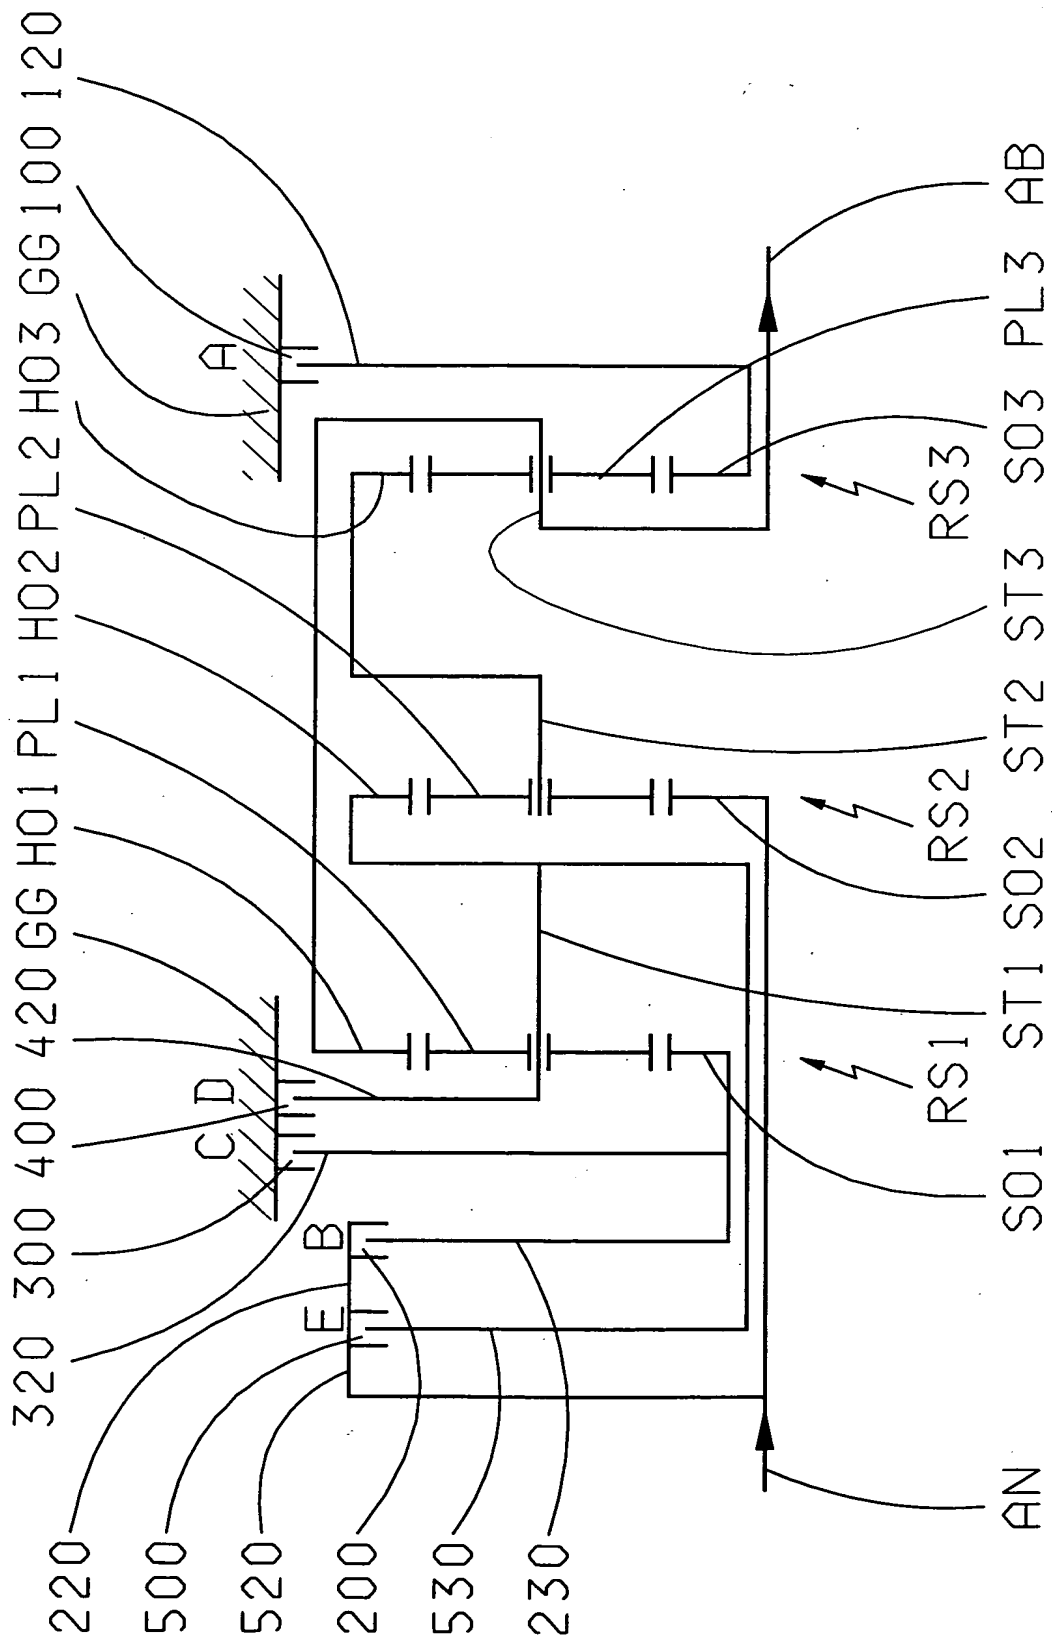 320 300 400 420 GG HO1 PL1 HO2 PL2 HO3 GG 100 120
C D
A
E B
220
500
520
200
530
230
RS1 RS2 RS3
AN SO1 ST1 SO2 ST2 ST3 SO3 PL3 AB